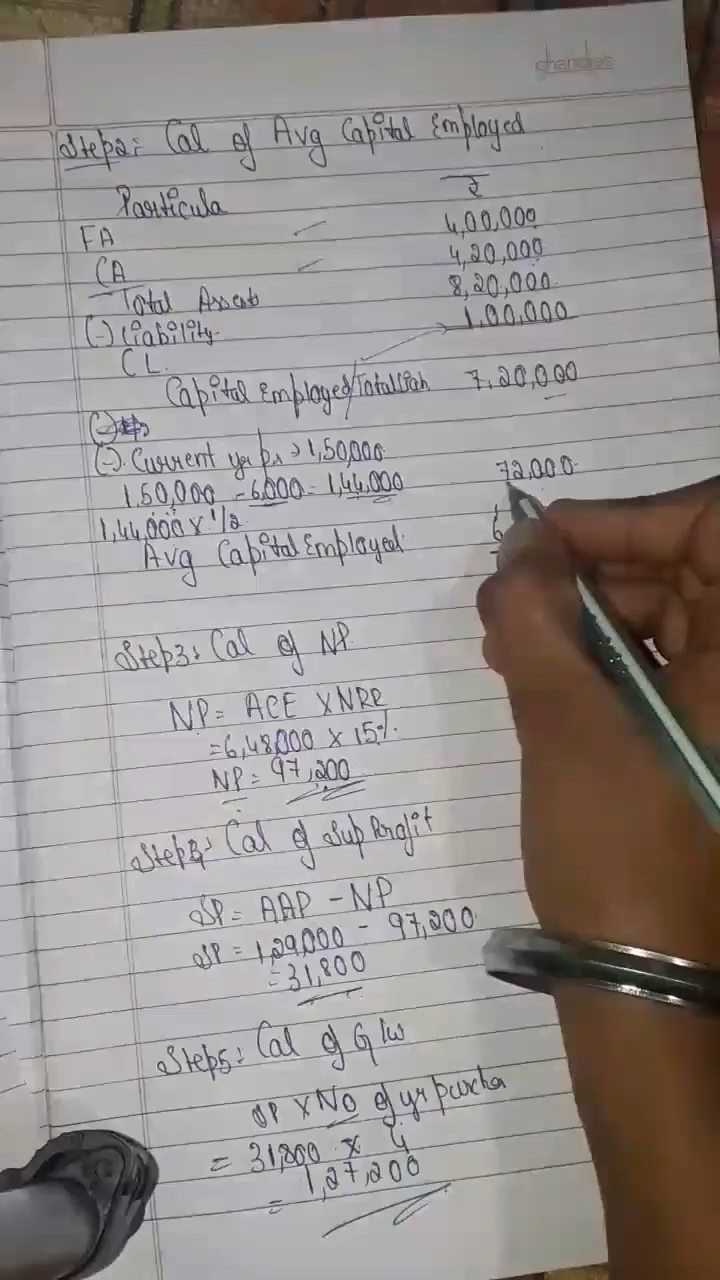 Step2: Cal of Avg Capital Employed
Particula ₹
FA 4,00,000
CA 4,20,000
Total Assets 8,20,000
(-) Liability
CL 1,00,000
Capital Employed/Total 7,20,000
(-)
(-) Current yr 1,50,000
1,50,000 - 6,000 = 1,44,000 72,000
1,44,000 x 1/2
Avg Capital Employed 6
Step3: Cal of NP
NP = ACE X NRR
= 6,48,000 x 15%
NP = 97,200
Cal of Sup Profit
SP = AAP - NP
SP = 1,29,000 - 97,200
= 31,800
Step5: Cal of G/w
SP X No of yr purcha
= 31,800 x 4
= 1,27,200